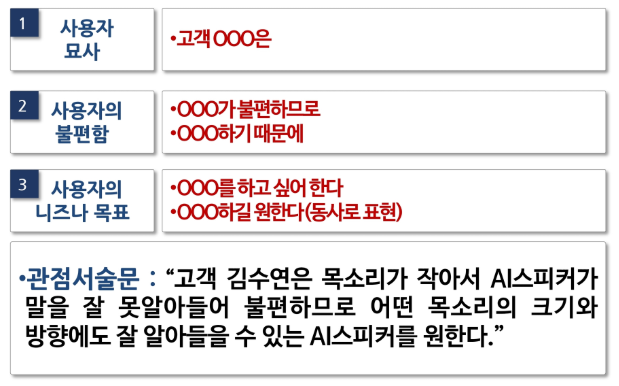 1
사용자
묘사
•고객 OOO은
2
사용자의
불편함
•OOO가 불편하므로
•OOO하기 때문에
3
사용자의
니즈나 목표
•OOO를 하고 싶어 한다
•OOO하길 원한다(동사로 표현)
•관점서술문 : “고객 김수연은 목소리가 작아서 AI스피커가
말을 잘 못알아들어 불편하므로 어떤 목소리의 크기와
방향에도 잘 알아들을 수 있는 AI스피커를 원한다.”